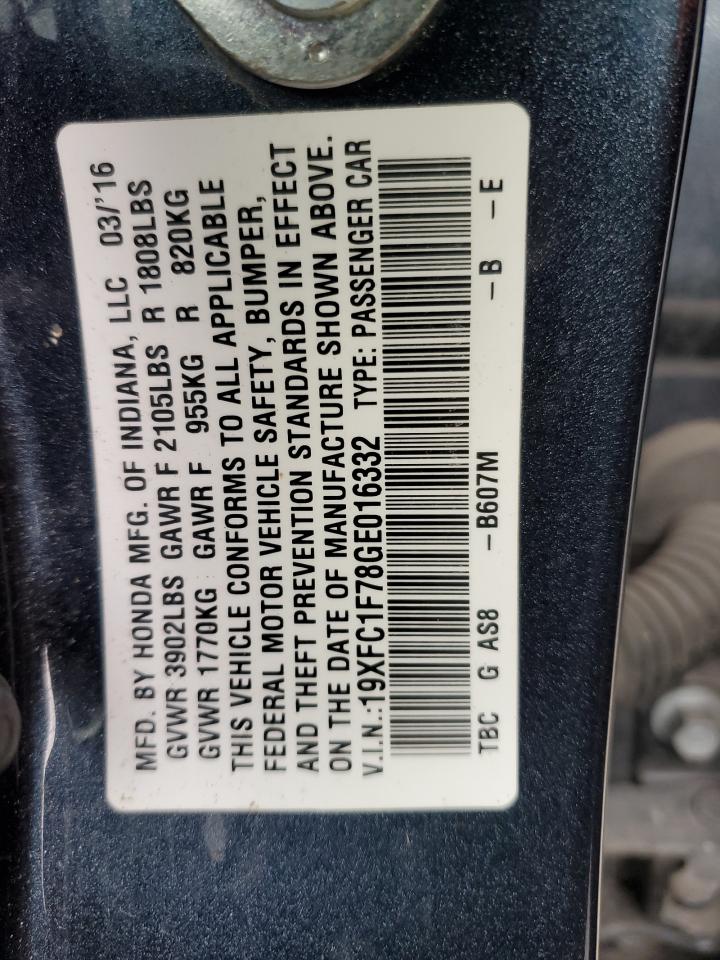 MFD. BY HONDA MFG. OF INDIANA, LLC 03/'16
GVWR 3902LBS GAWR F 2105LBS R 1808LBS
GVWR 1770KG GAWR F 955KG R 820KG
THIS VEHICLE CONFORMS TO ALL APPLICABLE
FEDERAL MOTOR VEHICLE SAFETY, BUMPER,
AND THEFT PREVENTION STANDARDS IN EFFECT
ON THE DATE OF MANUFACTURE SHOWN ABOVE.
V.I.N.:19XFC1F78GE016332 TYPE: PASSENGER CAR
TBC G AS8 -B607M -B -E